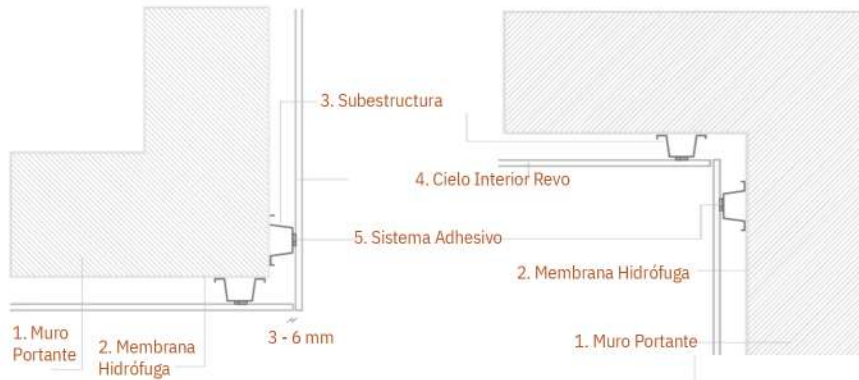 3. Subestructura
4. Cielo Interior Revo
5. Sistema Adhesivo
2. Membrana Hidrófuga
1. Muro
Portante
2. Membrana
Hidrófuga
3 - 6 mm
1. Muro Portante